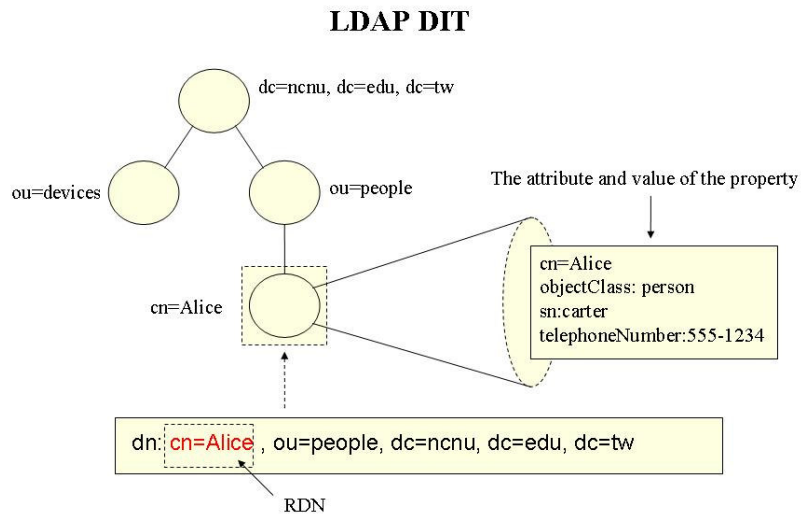 LDAP DIT
dc=ncnu, dc=edu, dc=tw
ou=devices
ou=people
The attribute and value of the property
cn=Alice
cn=Alice
objectClass: person
sn:carter
telephoneNumber:555-1234
dn: cn=Alice , ou=people, dc=ncnu, dc=edu, dc=tw
RDN